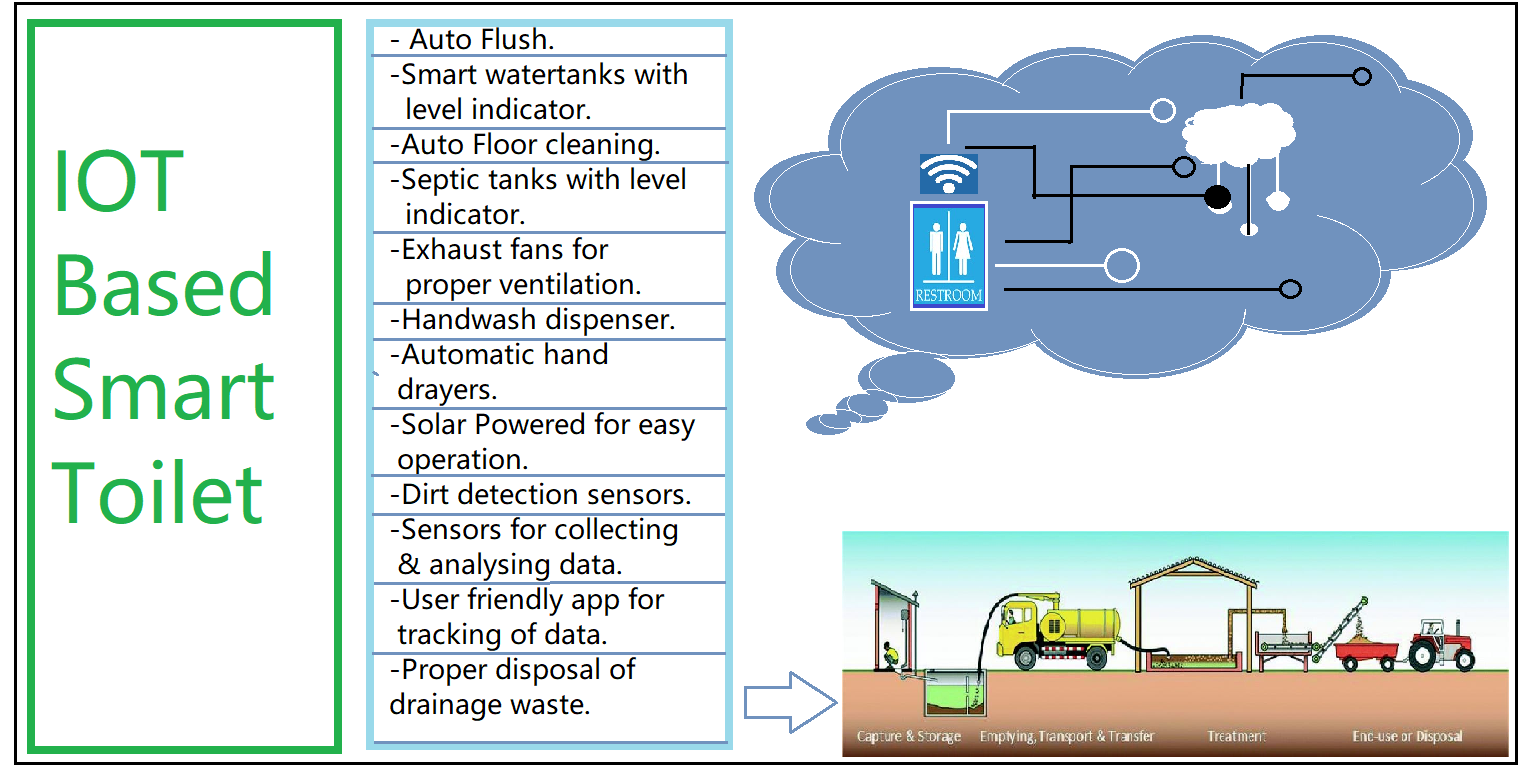 IOT
Based
Smart
Toilet
- Auto Flush.
-Smart watertanks with
level indicator.
-Auto Floor cleaning.
-Septic tanks with level
indicator.
-Exhaust fans for
proper ventilation.
-Handwash dispenser.
-Automatic hand
drayers.
-Solar Powered for easy
operation.
-Dirt detection sensors.
-Sensors for collecting
& analysing data.
-User friendly app for
tracking of data.
-Proper disposal of
drainage waste.
RESTROOM
Capture & Storage
Emptying, Transport & Transfer
Treatment
End-use or Disposal